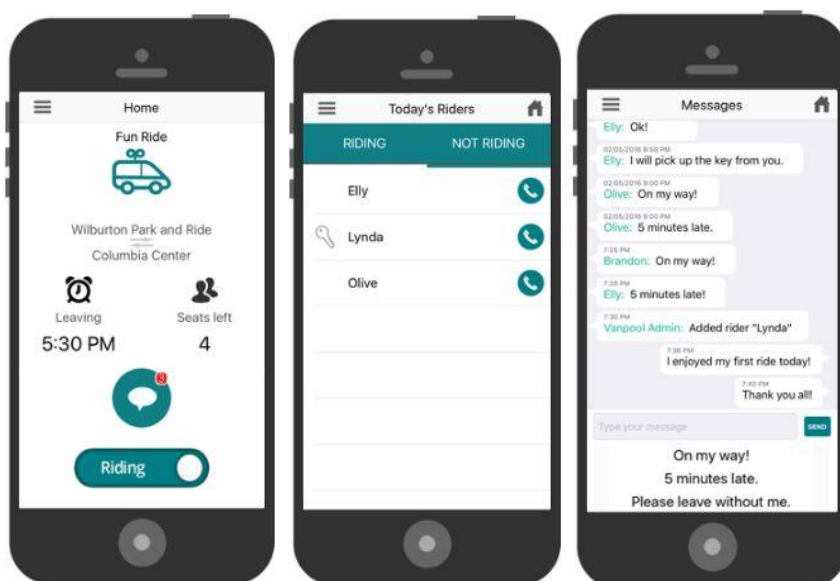 Home
Fun Ride
Wilburton Park and Ride
Columbia Center
Leaving
Seats left
5:30 PM
4
3
Riding
Today's Riders
RIDING
NOT RIDING
Elly
Lynda
Olive
Messages
Elly: Ok!
02/05/2016 8:56 PM
Elly: I will pick up the key from you.
02/05/2016 9:00 PM
Olive: On my way!
02/05/2016 9:00 PM
Olive: 5 minutes late.
7:25 PM
Brandon: On my way!
7:28 PM
Elly: 5 minutes late!
7:30 PM
Vanpool Admin: Added rider "Lynda"
7:36 PM
I enjoyed my first ride today!
7:40 PM
Thank you all!
Type your message
SEND
On my way!
5 minutes late.
Please leave without me.